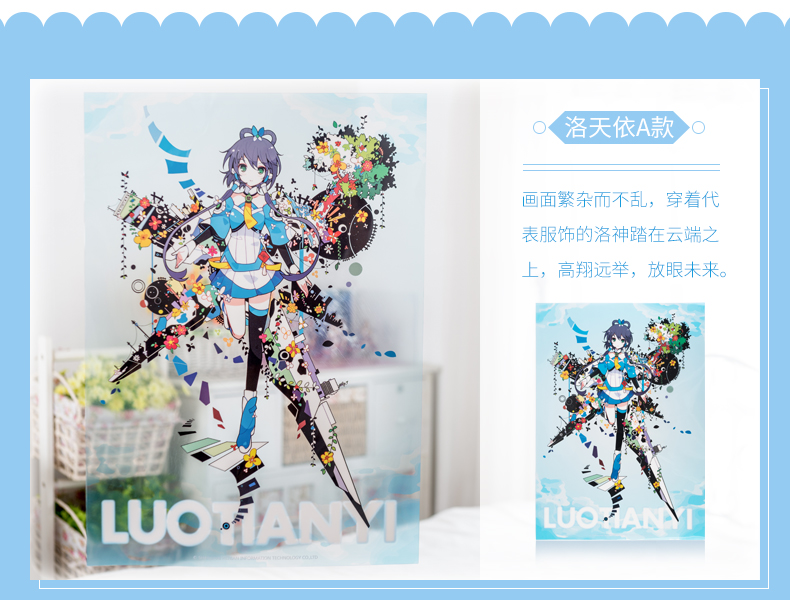 洛天依A款
画面繁杂而不乱，穿着代
表服饰的洛神踏在云端之
上，高翔远举，放眼未来。
LUOTIANYI
LUOTIANYI